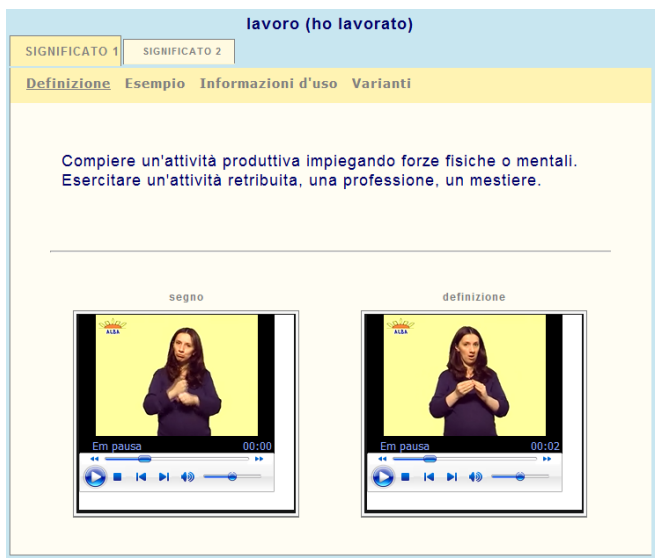 lavoro (ho lavorato)
SIGNIFICATO 1 SIGNIFICATO 2
Definizione Esempio Informazioni d'uso Varianti
Compiere un'attività produttiva impiegando forze fisiche o mentali.
Esercitare un'attività retribuita, una professione, un mestiere.
segno definizione
ALBA ALBA
Em pausa 00:00 Em pausa 00:02